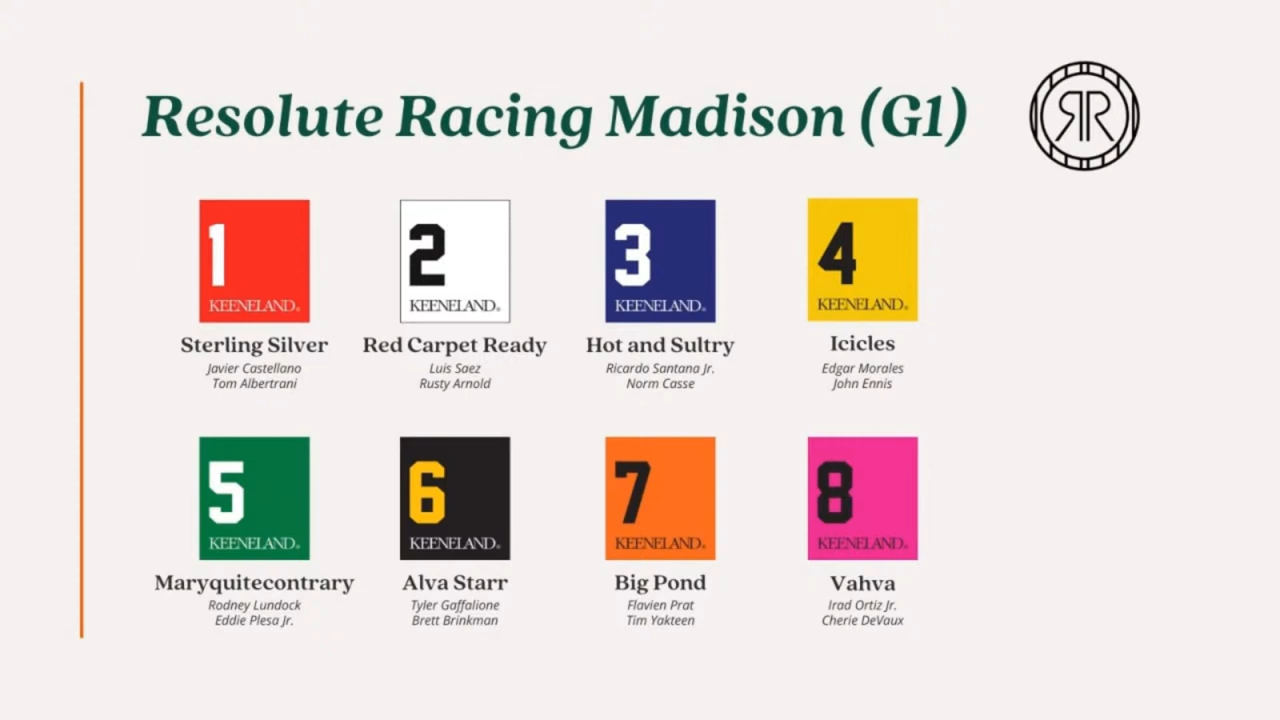 Resolute Racing Madison (G1)
RR
1
KEENELAND®
Sterling Silver
Javier Castellano
Tom Albertrani
2
KEENELAND®
Red Carpet Ready
Luis Saez
Rusty Arnold
3
KEENELAND®
Hot and Sultry
Ricardo Santana Jr.
Norm Casse
4
KEENELAND®
Icicles
Edgar Morales
John Ennis
5
KEENELAND®
Maryquitecontrary
Rodney Lundock
Eddie Plesa Jr.
6
KEENELAND®
Alva Starr
Tyler Gaffalione
Brett Brinkman
7
KEENELAND®
Big Pond
Flavien Prat
Tim Yakteen
8
KEENELAND®
Vahva
Irad Ortiz Jr.
Cherie DeVaux